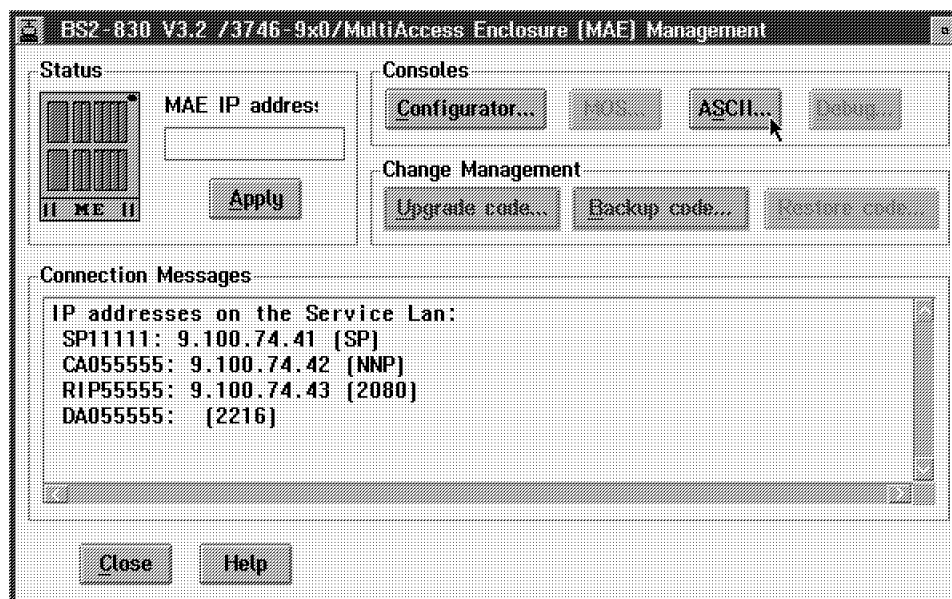 BS2-830 V3.2 /3746-9x0/MultiAccess Enclosure (MAE) Management
Status
MAE IP address
ME
Apply
Consoles
Configurator...
MOS...
ASCII...
Debug...
Change Management
Upgrade code...
Backup code...
Restore code...
Connection Messages
IP addresses on the Service Lan:
SP11111: 9.100.74.41 (SP)
CA055555: 9.100.74.42 (NNP)
RIP55555: 9.100.74.43 (2080)
DA055555: (2216)
Close
Help